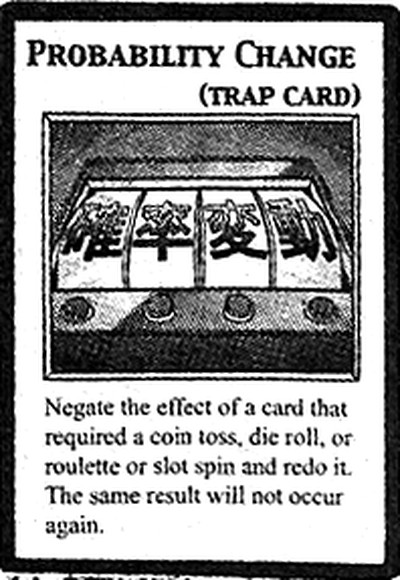 PROBABILITY CHANGE
(TRAP CARD)
確率変動
Negate the effect of a card that
required a coin toss, die roll, or
roulette or slot spin and redo it.
The same result will not occur
again.